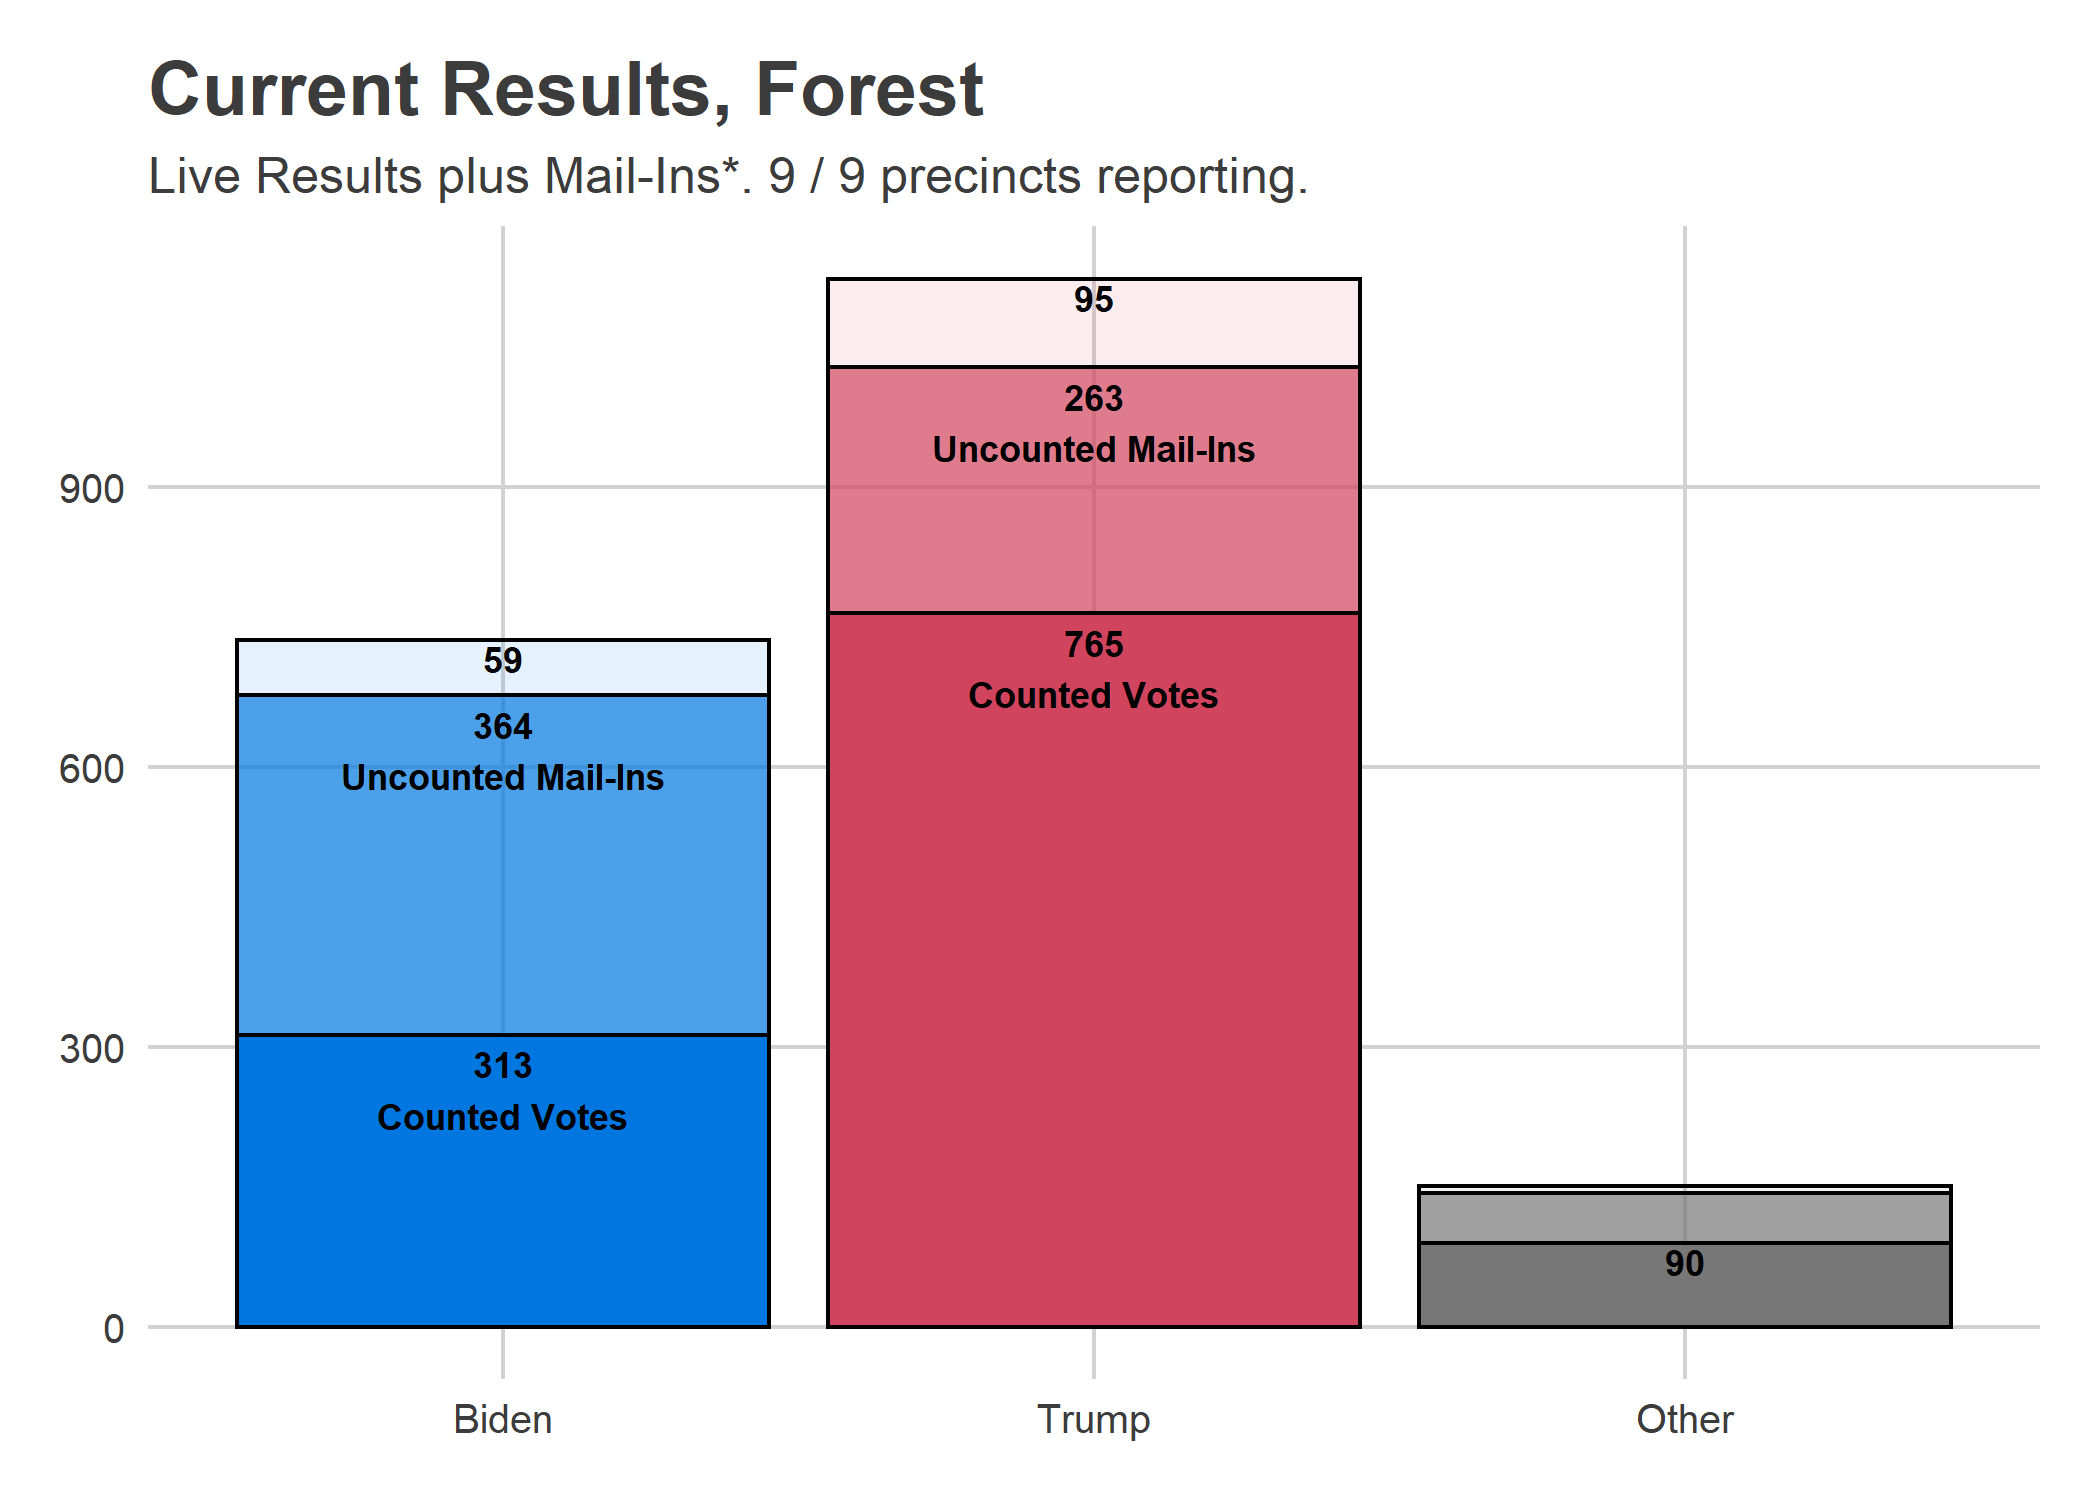 Current Results, Forest
Live Results plus Mail-Ins*. 9 / 9 precincts reporting.
95
263
Uncounted Mail-Ins
900
59
765
Counted Votes
364
600
Uncounted Mail-Ins
300
313
Counted Votes
90
0
Biden
Trump
Other